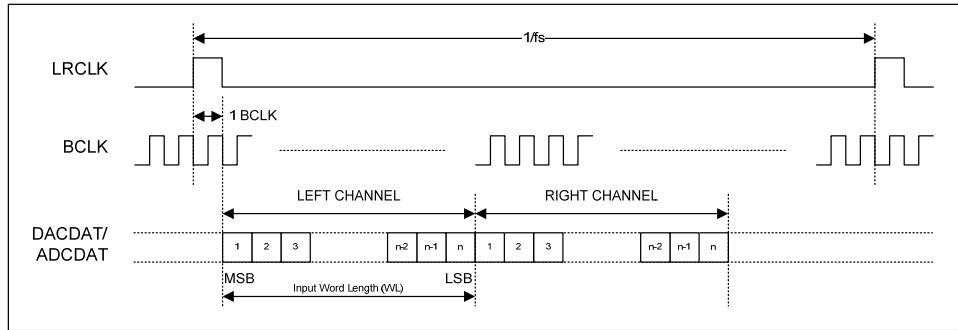 1/fs
LRCLK
1 BCLK
BCLK
LEFT CHANNEL RIGHT CHANNEL
DACDAT/
ADCDAT
1 2 3 n-2 n-1 n 1 2 3 n-2 n-1 n
MSB LSB
Input Word Length (WL)